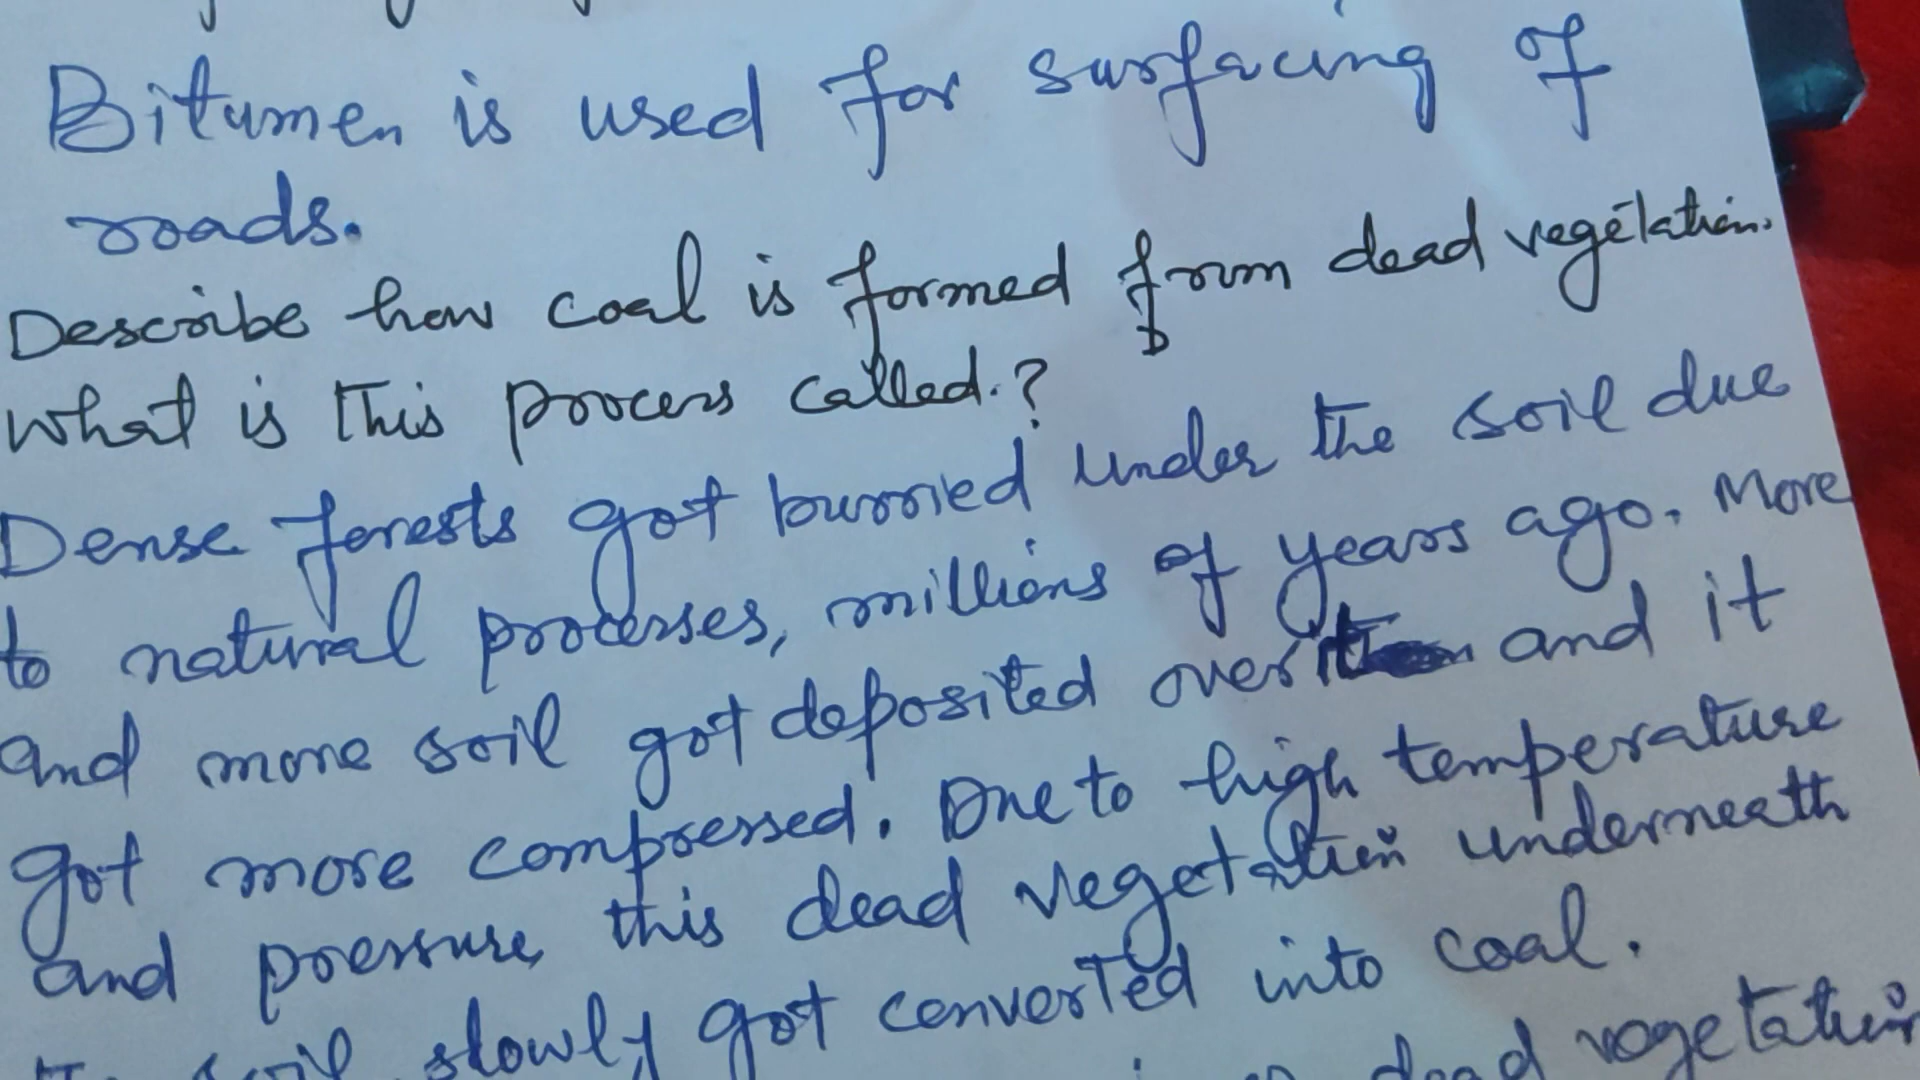 Bitumen is used for surfacing of
roads.
Describe how coal is formed from dead vegetation.
What is this process called.?
Dense forests got burried under the soil due
to natural processes, millions of years ago. More
and more soil got deposited over it and it
got more compressed. Due to high temperature
and pressure, this dead vegetation underneath
the soil slowly got converted into coal.
dead vegetation